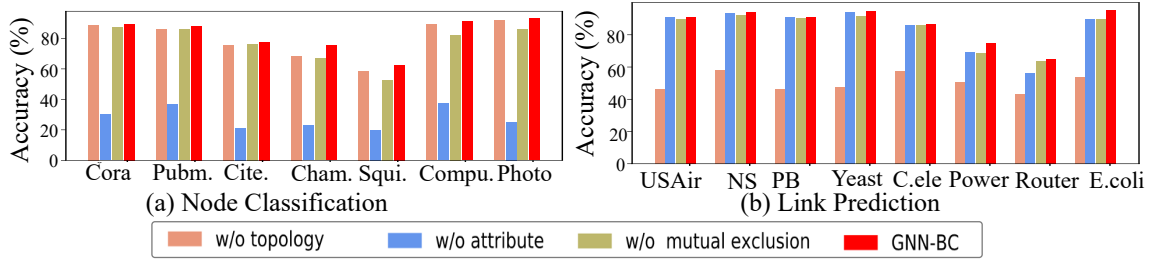 Accuracy (%)
80
60
40
20
0
Cora Pubm. Cite. Cham. Squi. Compu. Photo
(a) Node Classification
Accuracy (%)
80
60
40
20
0
USAir NS PB Yeast C.ele Power Router E.coli
(b) Link Prediction
w/o topology w/o attribute w/o mutual exclusion GNN-BC